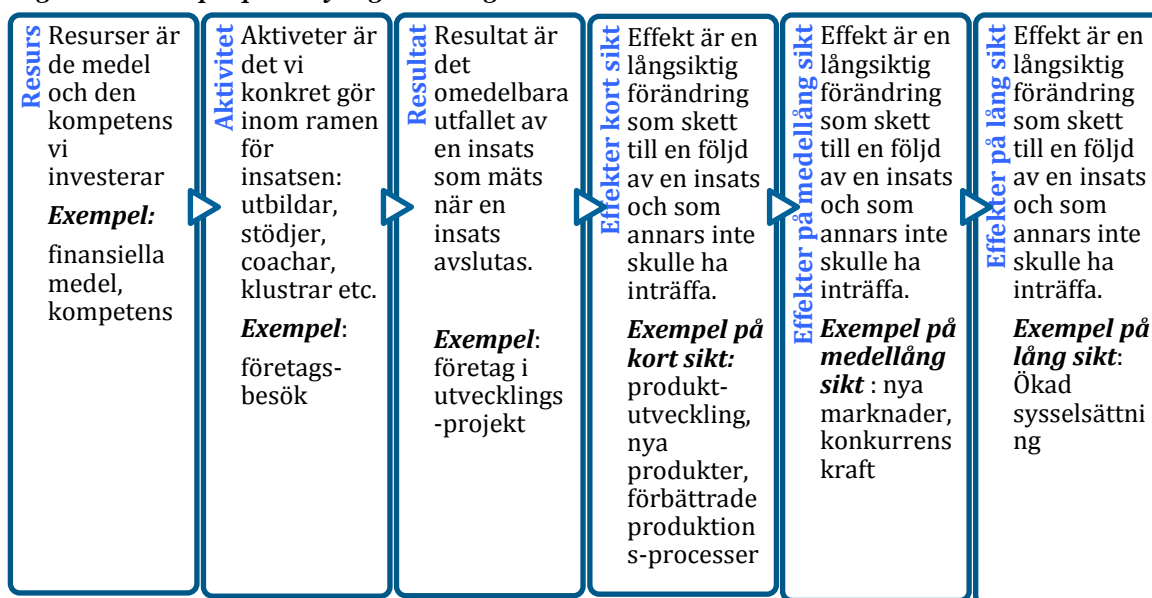 Resurs
Resurser är
de medel
och den
kompetens
vi
investerar
Exempel:
finansiella
medel,
kompetens
Aktivitet
Aktiveter är
det vi
konkret gör
inom ramen
för
insatsen:
utbildar,
stödjer,
coachar,
klustrar etc.
Exempel:
företags-
besök
Resultat
Resultat är
det
omedelbara
utfallet av
en insats
som mäts
när en
insats
avslutas.
Exempel:
företag i
utvecklings
-projekt
Effekter kort sikt
Effekt är en
långsiktig
förändring
som skett
till en följd
av en insats
och som
annars inte
skulle ha
inträffa.
Exempel på
kort sikt:
produkt-
utveckling,
nya
produkter,
förbättrade
produktion
s-processer
Effekter på medellång sikt
Effekt är en
långsiktig
förändring
som skett
till en följd
av en insats
och som
annars inte
skulle ha
inträffa.
Exempel på
medellång
sikt : nya
marknader,
konkurrens
kraft
Effekter på lång sikt
Effekt är en
långsiktig
förändring
som skett
till en följd
av en insats
och som
annars inte
skulle ha
inträffa.
Exempel på
lång sikt:
Ökad
sysselsättni
ng